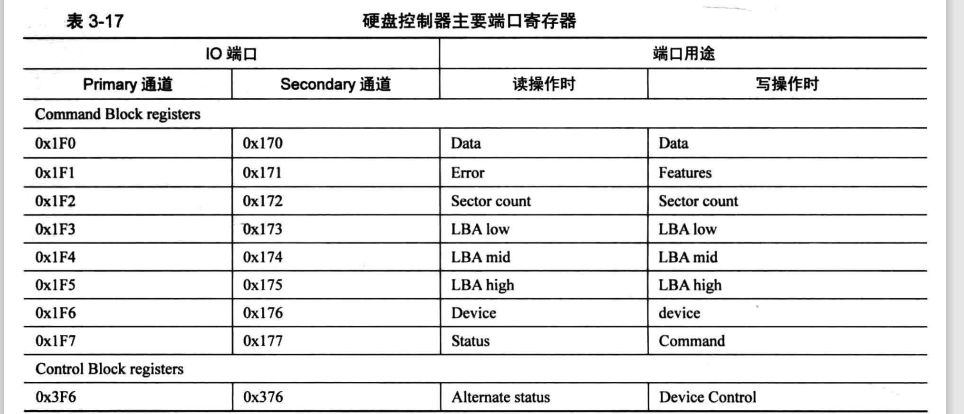 表 3-17 硬盘控制器主要端口寄存器
IO 端口 端口用途
Primary 通道 Secondary 通道 读操作时 写操作时
Command Block registers
0x1F0 0x170 Data Data
0x1F1 0x171 Error Features
0x1F2 0x172 Sector count Sector count
0x1F3 0x173 LBA low LBA low
0x1F4 0x174 LBA mid LBA mid
0x1F5 0x175 LBA high LBA high
0x1F6 0x176 Device device
0x1F7 0x177 Status Command
Control Block registers
0x3F6 0x376 Alternate status Device Control